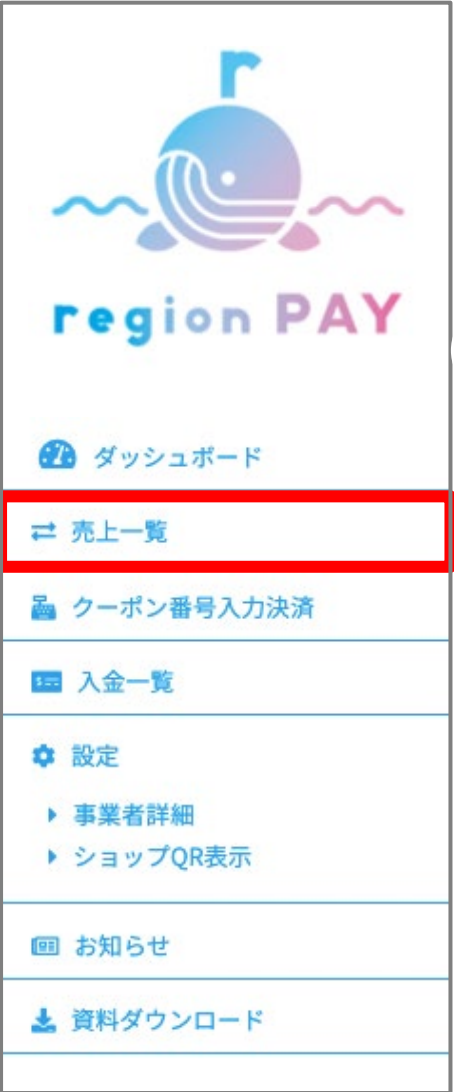 r
region PAY
ダッシュボード
売上一覧
クーポン番号入力決済
入金一覧
設定
事業者詳細
ショップQR表示
お知らせ
資料ダウンロード